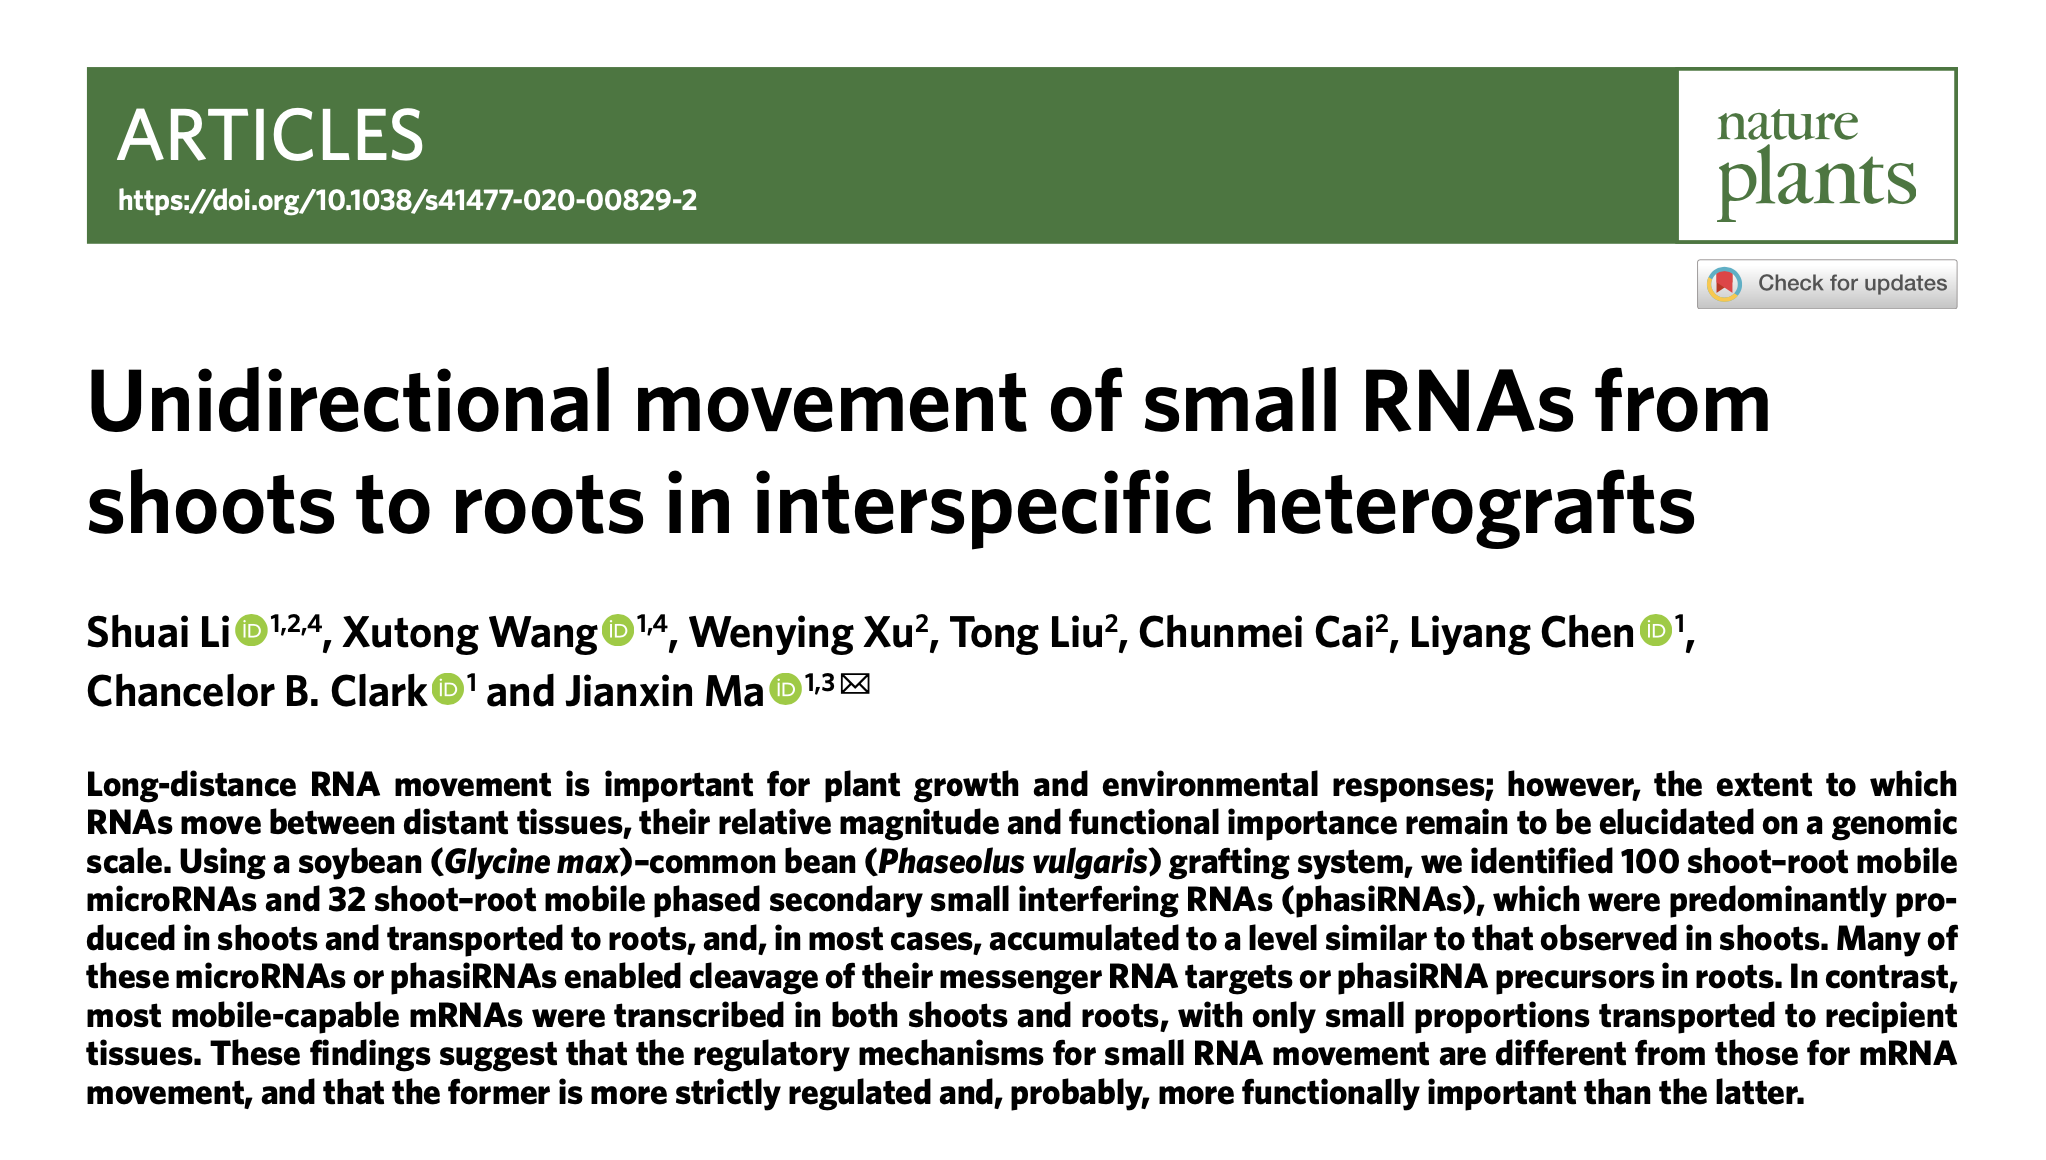 ARTICLES
https://doi.org/10.1038/s41477-020-00829-2
nature
plants
Check for updates
Unidirectional movement of small RNAs from
shoots to roots in interspecific heterografts
Shuai Li iD 1,2,4, Xutong Wang iD 1,4, Wenying Xu2, Tong Liu2, Chunmei Cai2, Liyang Chen iD 1,
Chancelor B. Clark iD 1 and Jianxin Ma iD 1,3 ✉
Long-distance RNA movement is important for plant growth and environmental responses; however, the extent to which
RNAs move between distant tissues, their relative magnitude and functional importance remain to be elucidated on a genomic
scale. Using a soybean (Glycine max)–common bean (Phaseolus vulgaris) grafting system, we identified 100 shoot–root mobile
microRNAs and 32 shoot–root mobile phased secondary small interfering RNAs (phasiRNAs), which were predominantly pro-
duced in shoots and transported to roots, and, in most cases, accumulated to a level similar to that observed in shoots. Many of
these microRNAs or phasiRNAs enabled cleavage of their messenger RNA targets or phasiRNA precursors in roots. In contrast,
most mobile-capable mRNAs were transcribed in both shoots and roots, with only small proportions transported to recipient
tissues. These findings suggest that the regulatory mechanisms for small RNA movement are different from those for mRNA
movement, and that the former is more strictly regulated and, probably, more functionally important than the latter.